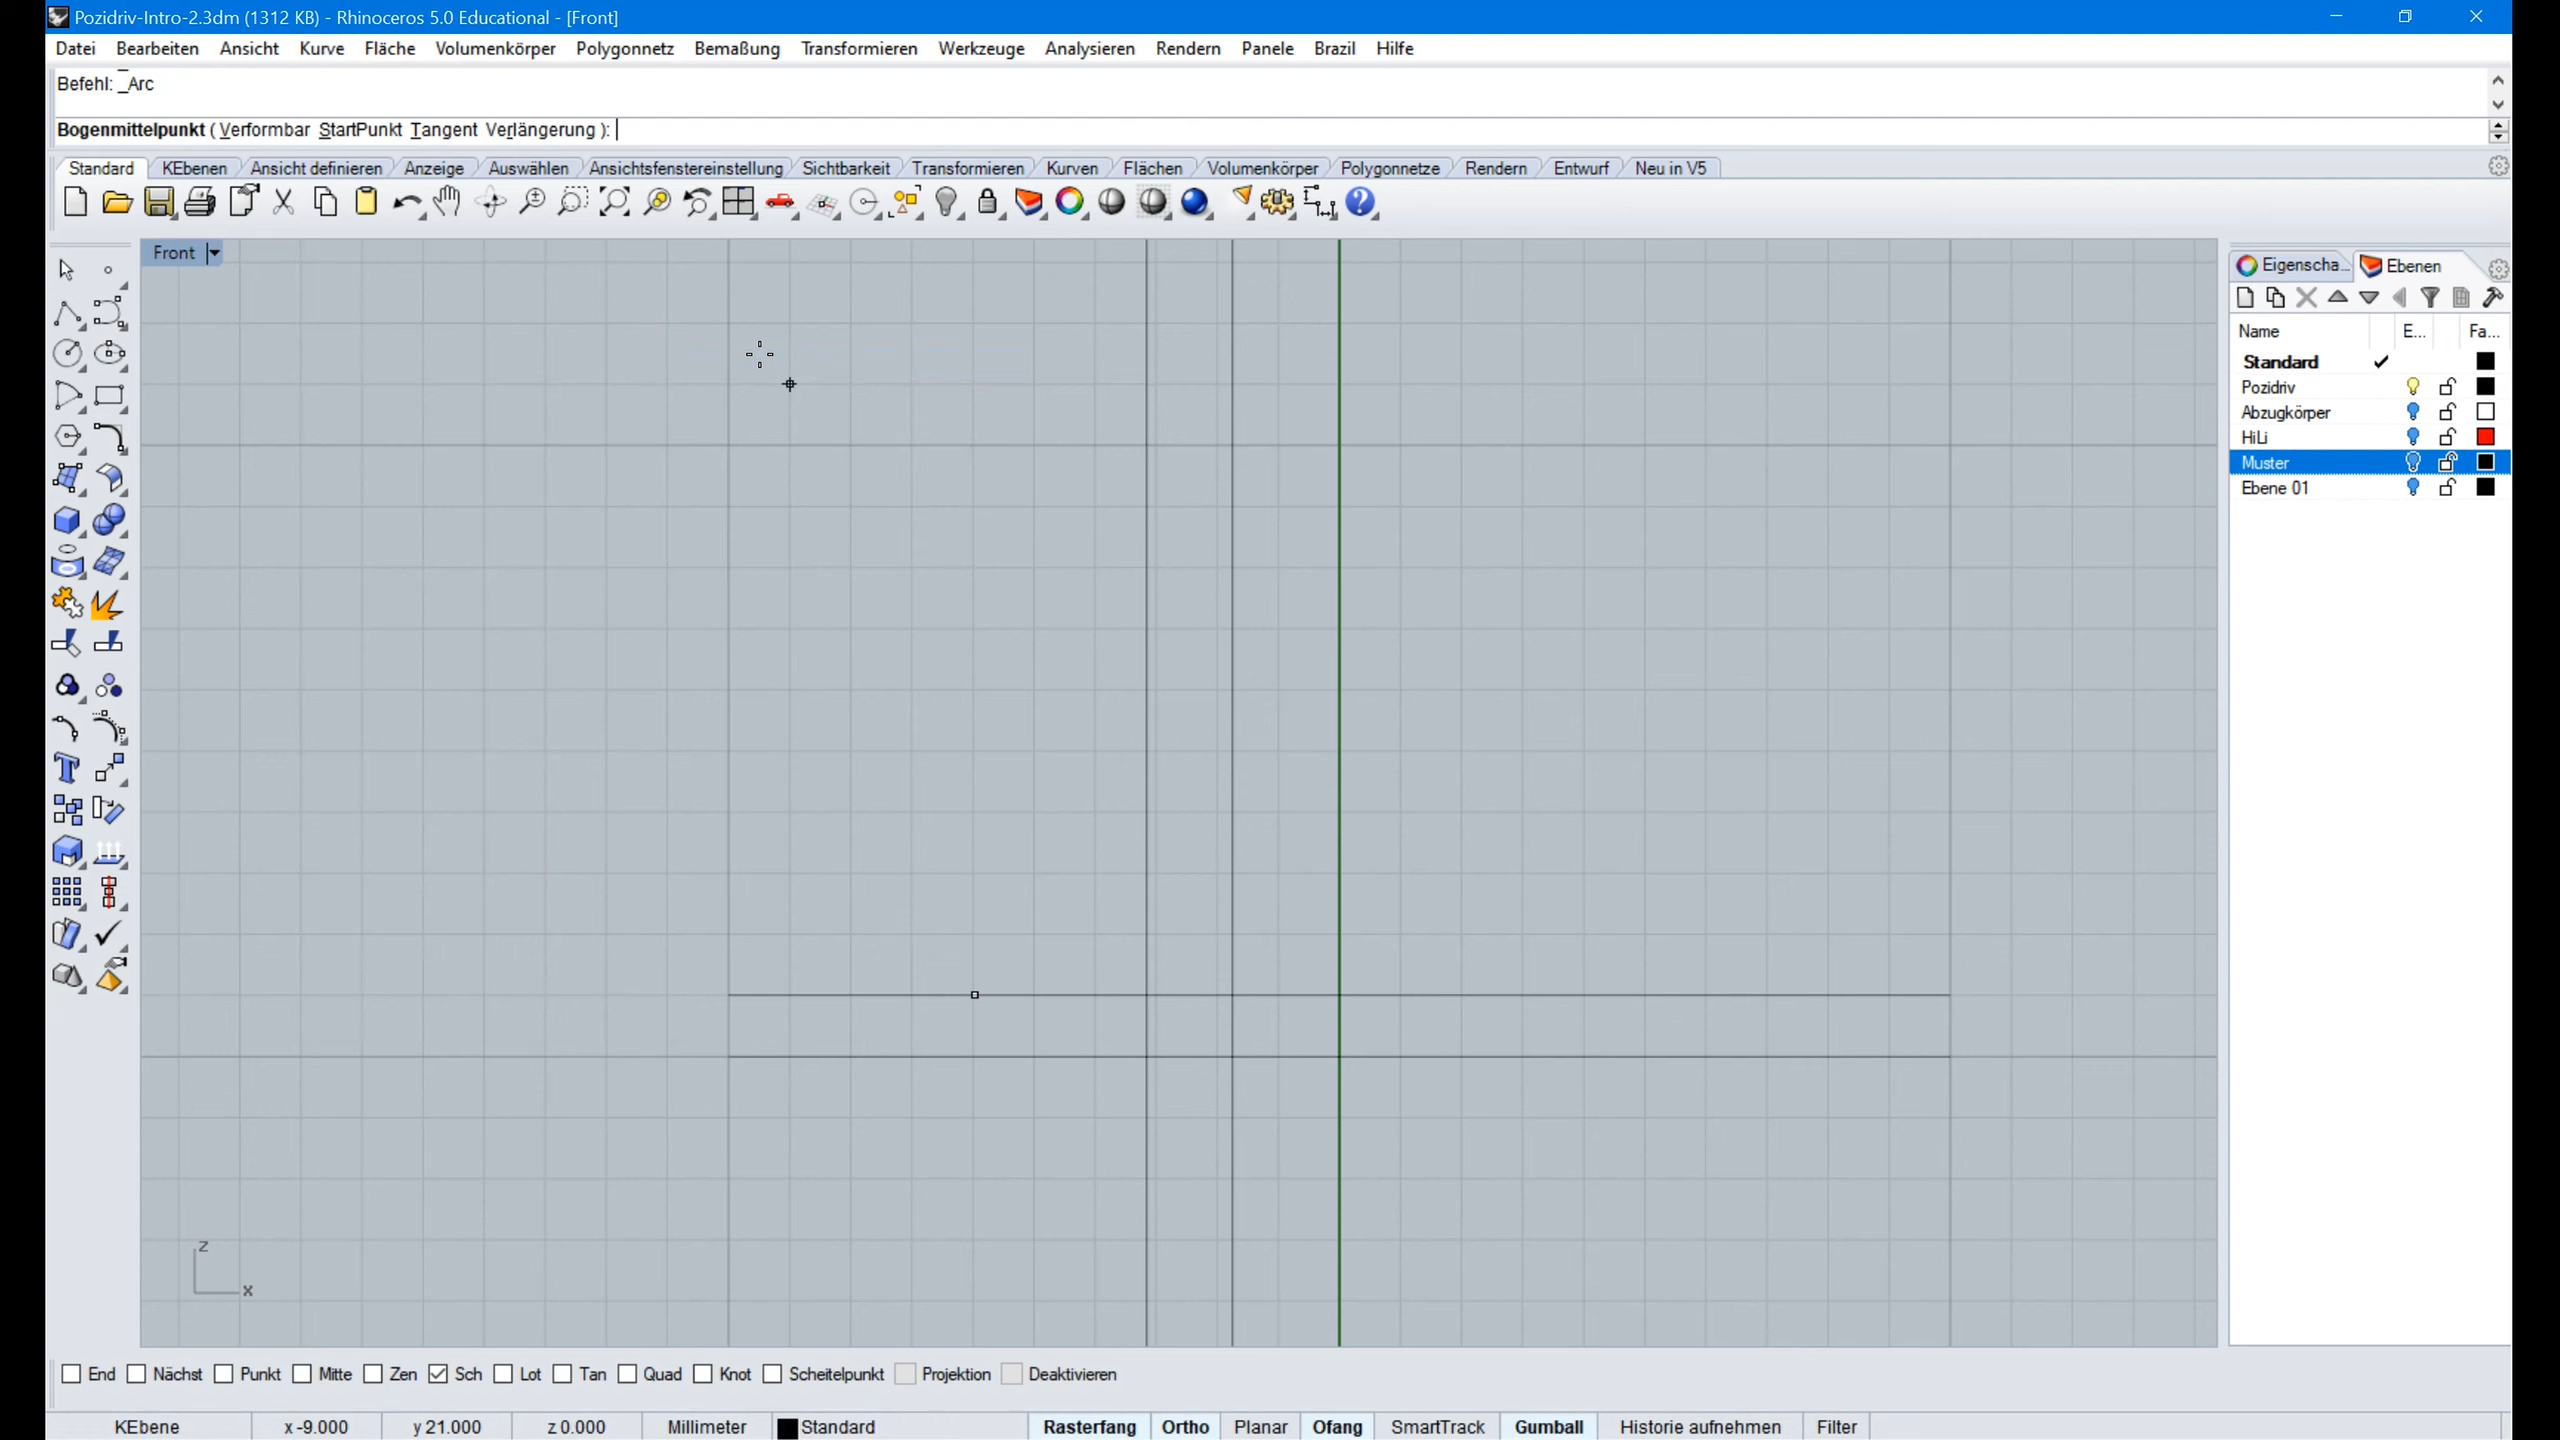 Pozidriv-Intro-2.3dm (1312 KB) - Rhinoceros 5.0 Educational - [Front]
Datei Bearbeiten Ansicht Kurve Fläche Volumenkörper Polygonnetz Bemaßung Transformieren Werkzeuge Analysieren Rendern Panele Brazil Hilfe
Befehl: _Arc
Bogenmittelpunkt ( Verformbar StartPunkt Tangent Verlängerung ):
Standard KEbenen Ansicht definieren Anzeige Auswählen Ansichtsfenstereinstellung Sichtbarkeit Transformieren Kurven Flächen Volumenkörper Polygonnetze Rendern Entwurf Neu in V5
Front
Eigenscha... Ebenen
Name E... Fa...
Standard
Pozidriv
Abzugkörper
HiLi
Muster
Ebene 01
z
x
End Nächst Punkt Mitte Zen Sch Lot Tan Quad Knot Scheitelpunkt Projektion Deaktivieren
KEbene x -9.000 y 21.000 z 0.000 Millimeter Standard Rasterfang Ortho Planar Ofang SmartTrack Gumball Historie aufnehmen Filter